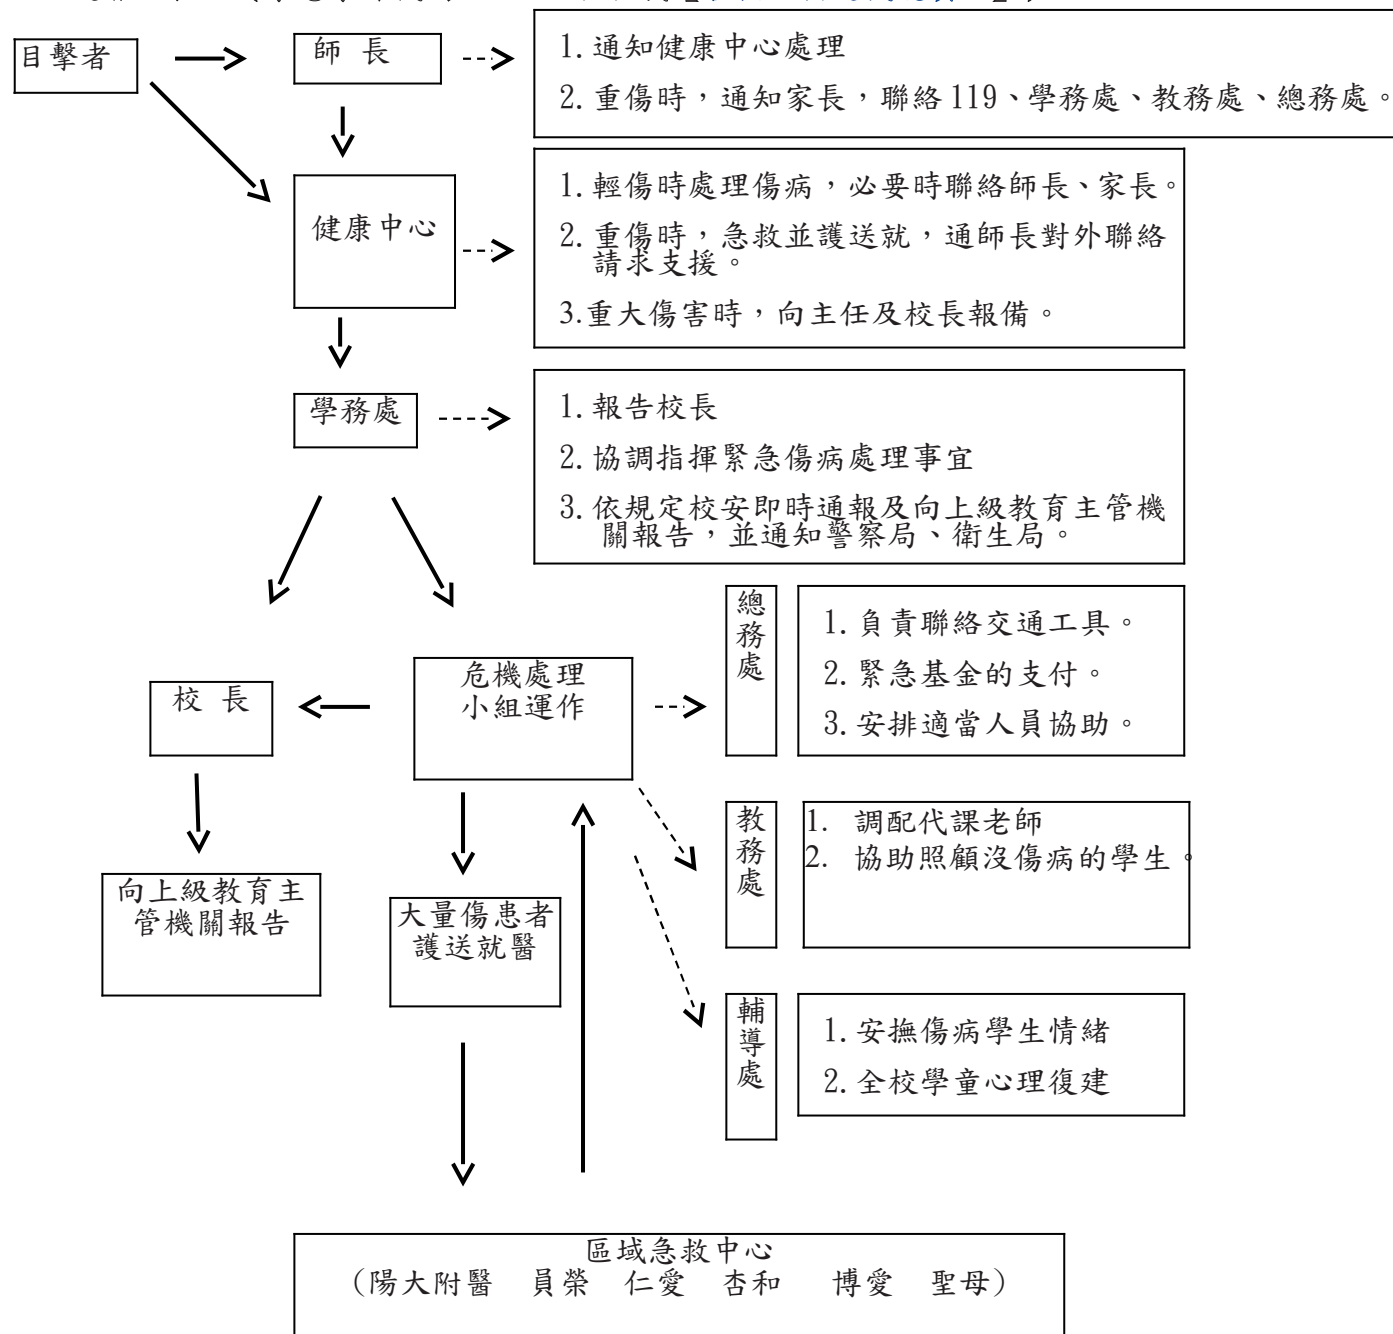 目擊者
師 長
1. 通知健康中心處理
2. 重傷時，通知家長，聯絡 119、學務處、教務處、總務處。
健康中心
1. 輕傷時處理傷病，必要時聯絡師長、家長。
2. 重傷時，急救並護送就，通師長對外聯絡
請求支援。
3.重大傷害時，向主任及校長報備。
學務處
1. 報告校長
2. 協調指揮緊急傷病處理事宜
3. 依規定校安即時通報及向上級教育主管機
關報告，並通知警察局、衛生局。
校 長
危機處理
小組運作
總務處
1. 負責聯絡交通工具。
2. 緊急基金的支付。
3. 安排適當人員協助。
教務處
1. 調配代課老師
2. 協助照顧沒傷病的學生。
向上級教育主
管機關報告
大量傷患者
護送就醫
輔導處
1. 安撫傷病學生情緒
2. 全校學童心理復建
區域急救中心
(陽大附醫 員榮 仁愛 杏和 博愛 聖母)